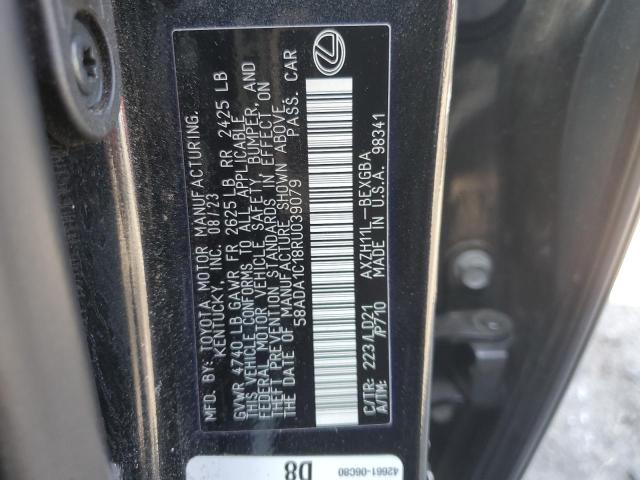 MFD. BY: TOYOTA MOTOR MANUFACTURING,
KENTUCKY, INC. 08/23
GVWR 4740 LB GAWR FR 2625 LB RR 2425 LB
THIS VEHICLE CONFORMS TO ALL APPLICABLE
FEDERAL MOTOR VEHICLE SAFETY, BUMPER, AND
THEFT PREVENTION STANDARDS IN EFFECT ON
THE DATE OF MANUFACTURE SHOWN ABOVE.
58ADA1C18RU039079 PASS. CAR
C/TR: 223/LD21 AXZH11L-BEXGBA
A/TM: /P710 MADE IN U.S.A. 98341
42661-06C80
D8